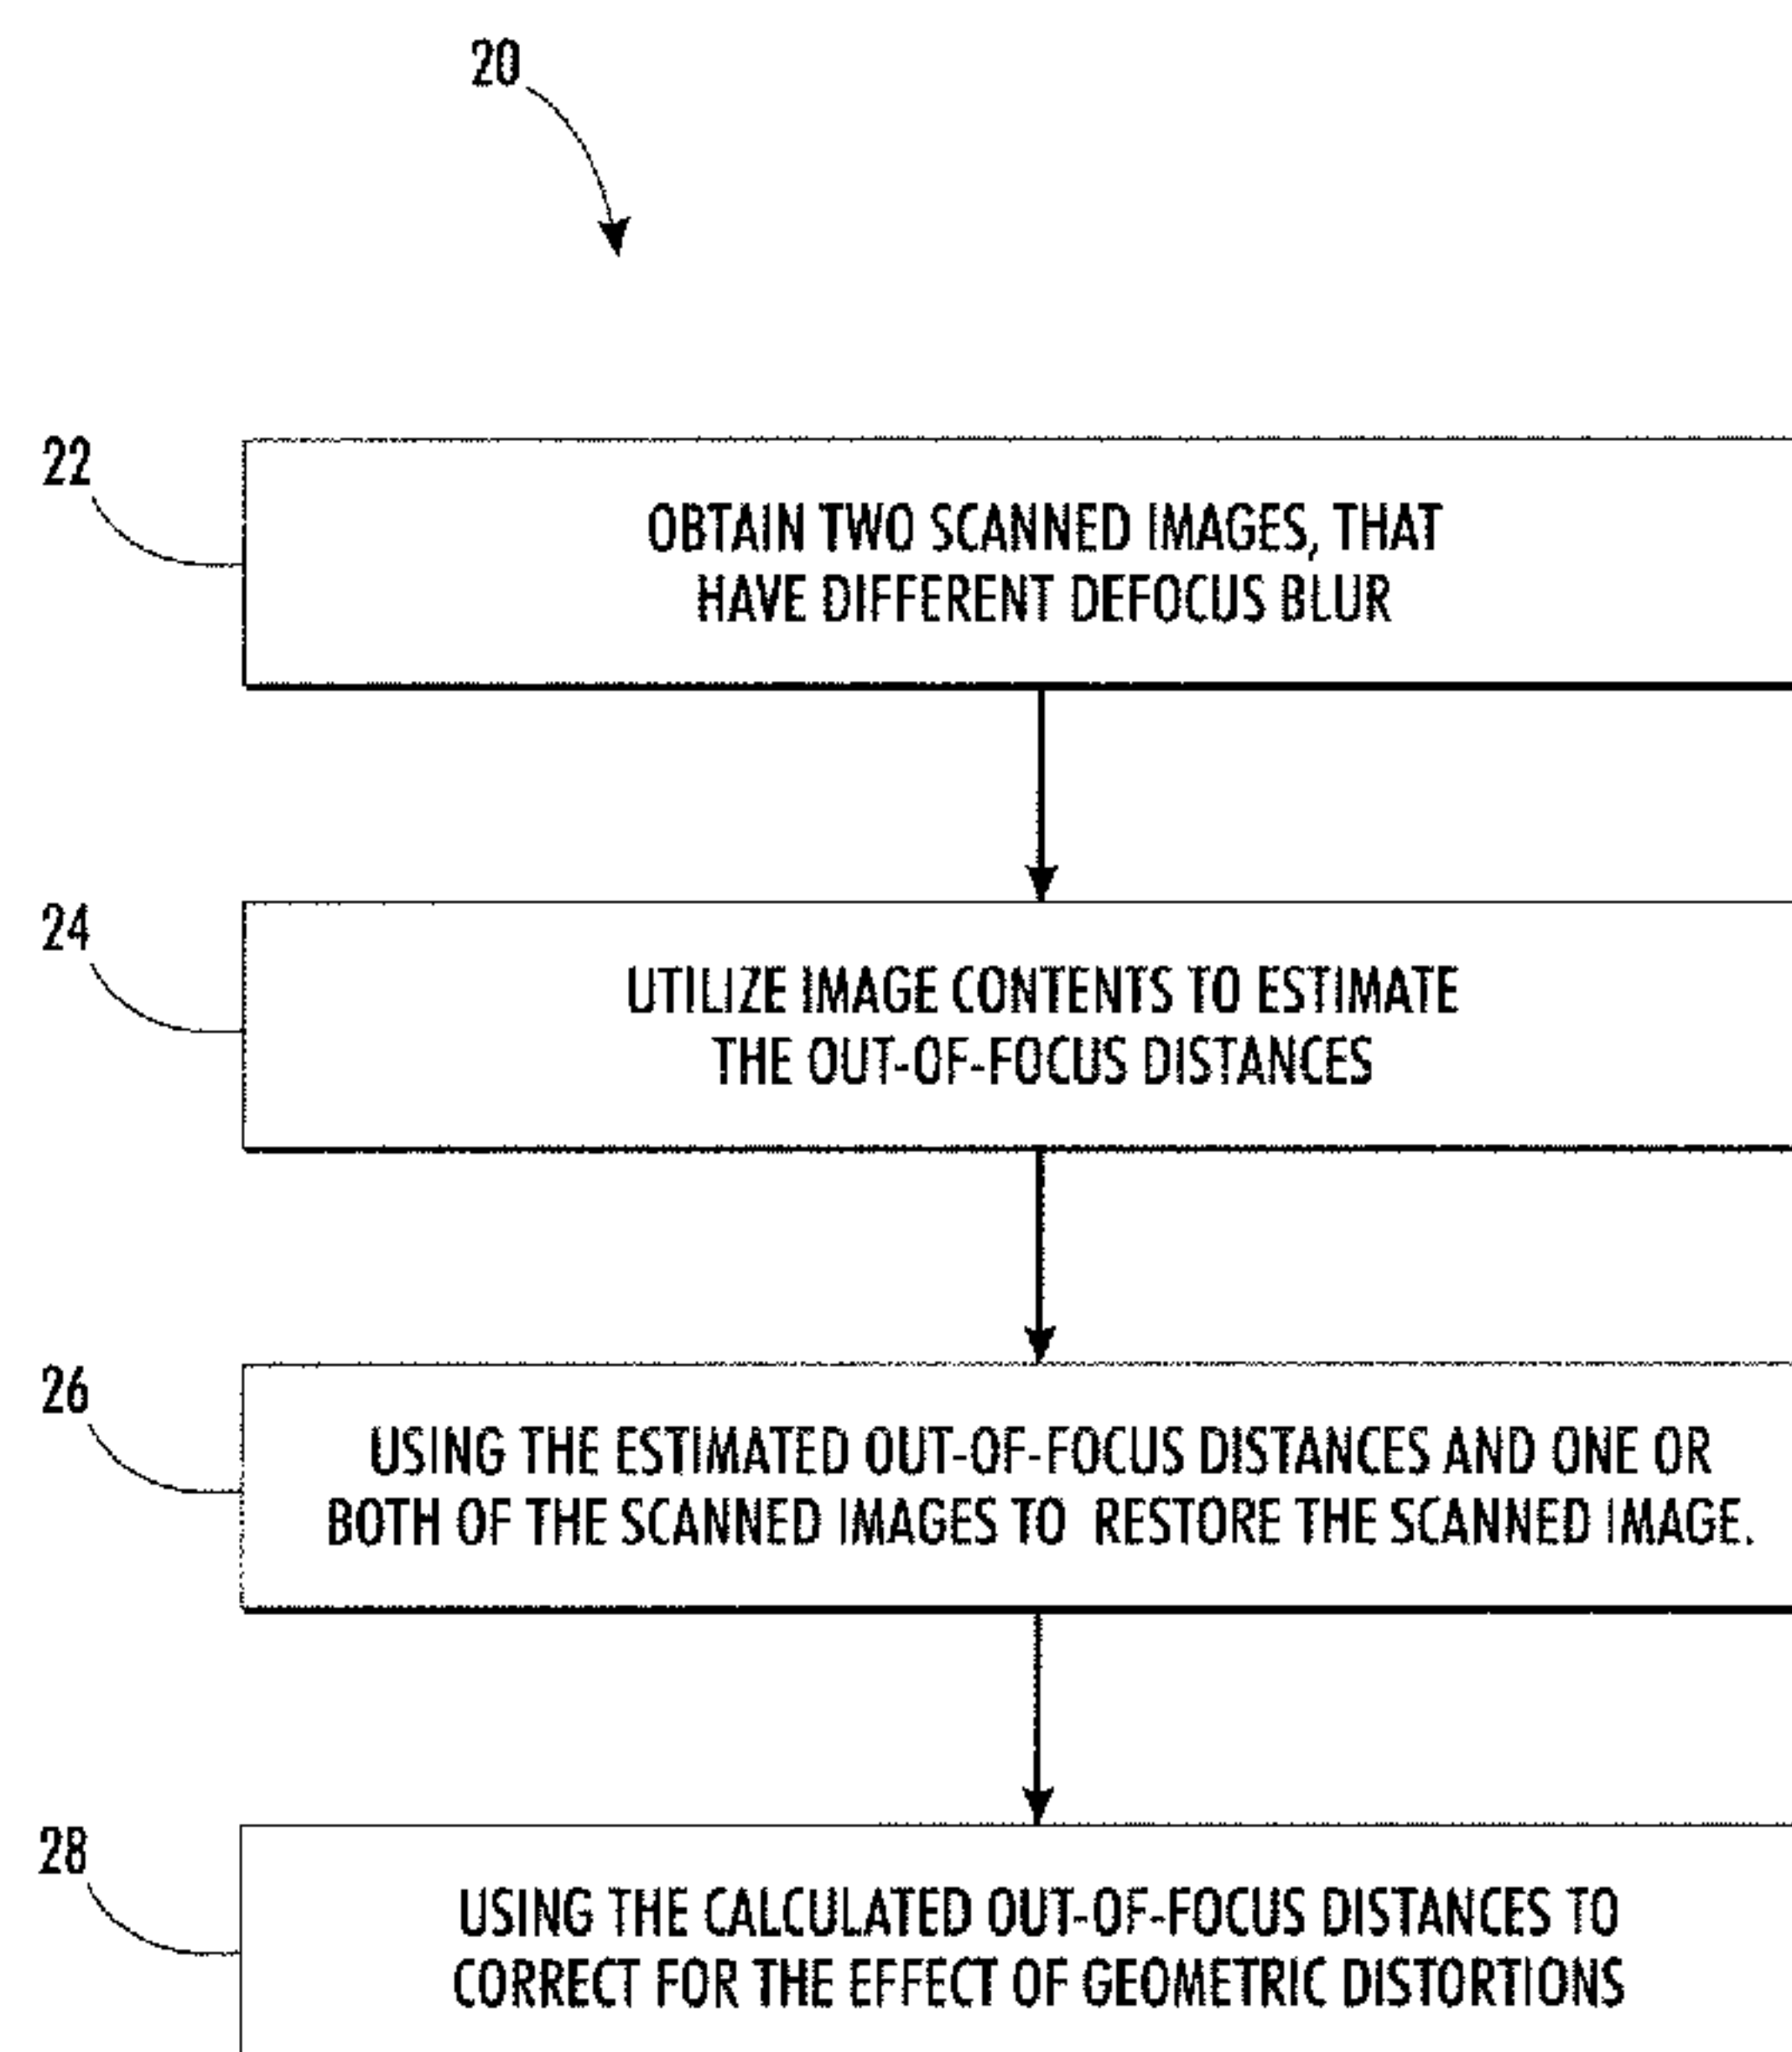 20
22
OBTAIN TWO SCANNED IMAGES, THAT
HAVE DIFFERENT DEFOCUS BLUR
24
UTILIZE IMAGE CONTENTS TO ESTIMATE
THE OUT-OF-FOCUS DISTANCES
26
USING THE ESTIMATED OUT-OF-FOCUS DISTANCES AND ONE OR
BOTH OF THE SCANNED IMAGES TO RESTORE THE SCANNED IMAGE.
28
USING THE CALCULATED OUT-OF-FOCUS DISTANCES TO
CORRECT FOR THE EFFECT OF GEOMETRIC DISTORTIONS